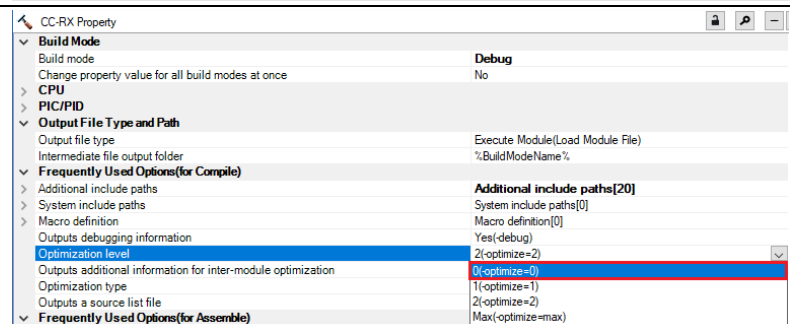 CC-RX Property
Build Mode
Build mode Debug
Change property value for all build modes at once No
CPU
PIC/PID
Output File Type and Path
Output file type Execute Module(Load Module File)
Intermediate file output folder %BuildModeName%
Frequently Used Options(for Compile)
Additional include paths Additional include paths[20]
System include paths System include paths[0]
Macro definition Macro definition[0]
Outputs debugging information Yes(-debug)
Optimization level 2(-optimize=2)
Outputs additional information for inter-module optimization 0(-optimize=0)
Optimization type 1(-optimize=1)
Outputs a source list file 2(-optimize=2)
Frequently Used Options(for Assemble) Max(-optimize=max)